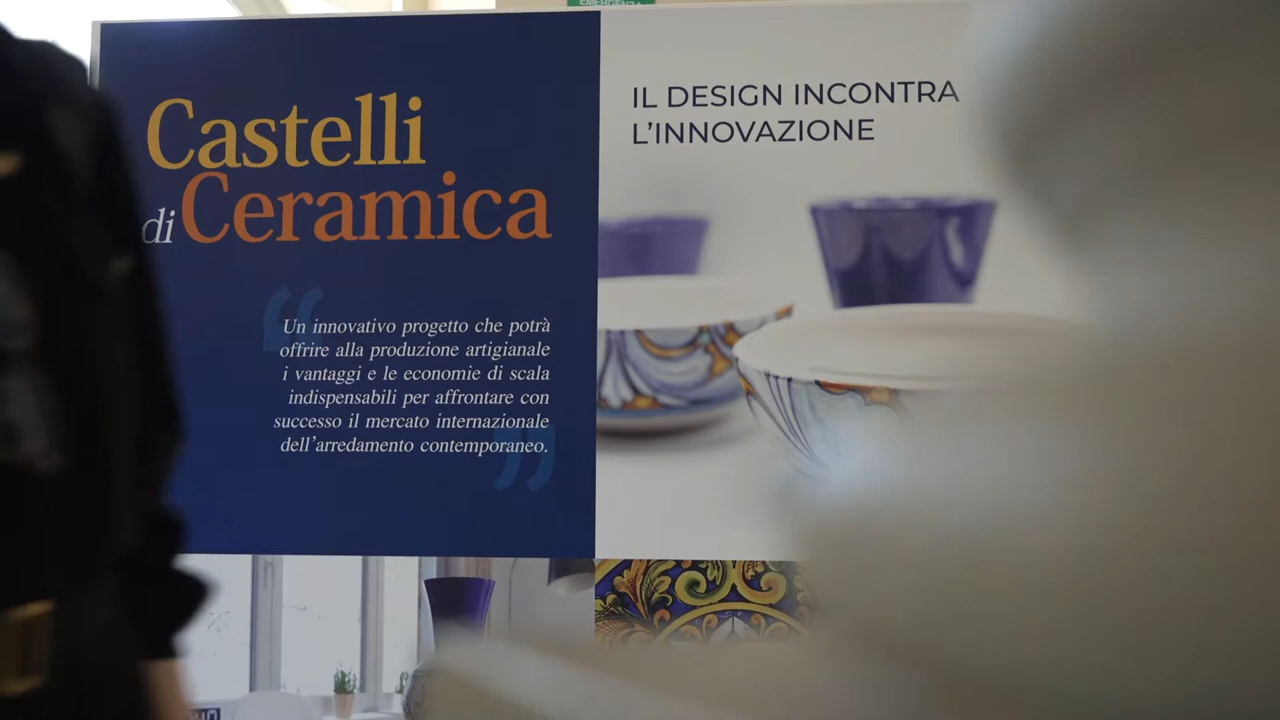 EMERGENZA
Castelli
di Ceramica
“
Un innovativo progetto che potrà
offrire alla produzione artigianale
i vantaggi e le economie di scala
indispensabili per affrontare con
successo il mercato internazionale
dell’arredamento contemporaneo.
”
IL DESIGN INCONTRA
L’INNOVAZIONE